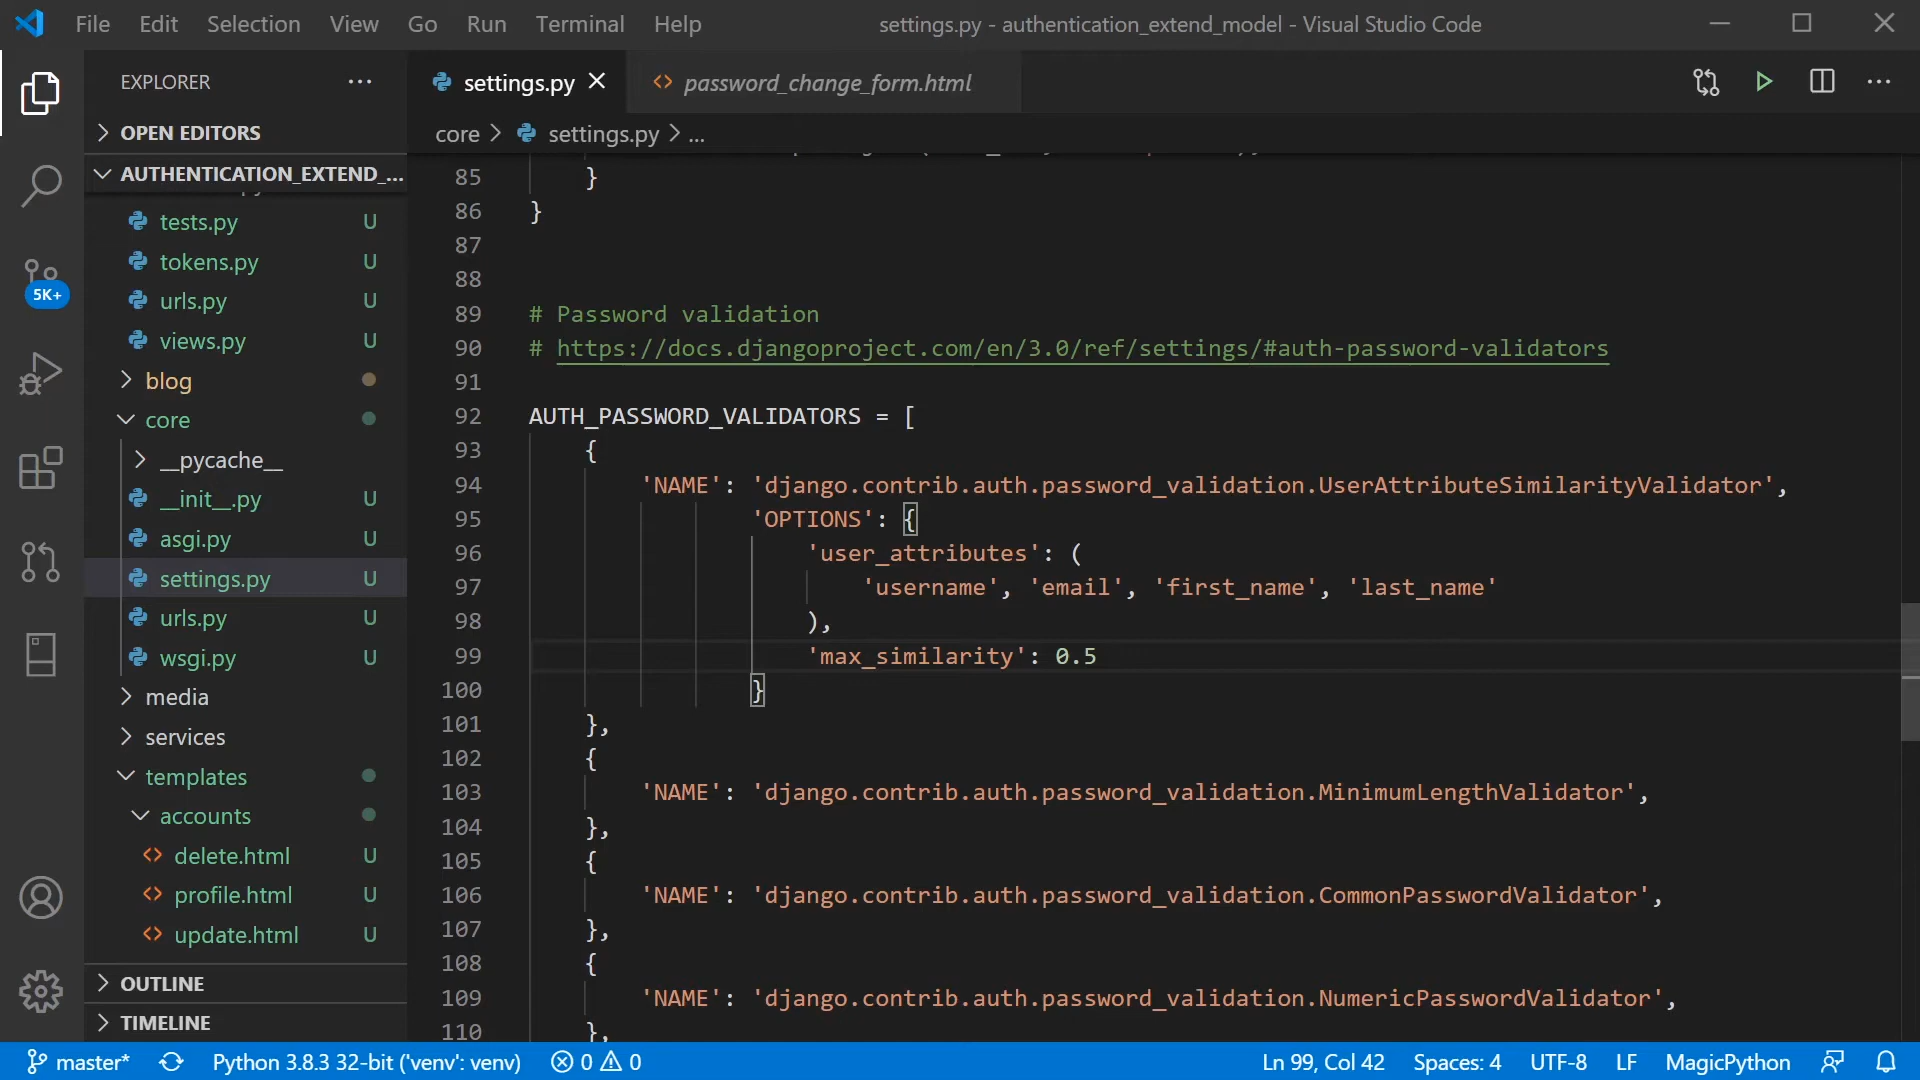 File Edit Selection View Go Run Terminal Help settings.py - authentication_extend_model - Visual Studio Code
EXPLORER
OPEN EDITORS
AUTHENTICATION_EXTEND_...
tests.py U
tokens.py U
urls.py U
views.py U
blog
core
__pycache__
__init__.py U
asgi.py U
settings.py U
urls.py U
wsgi.py U
media
services
templates
accounts
delete.html U
profile.html U
update.html U
OUTLINE
TIMELINE
5K+
settings.py password_change_form.html
core > settings.py > ...
85 }
86 }
87
88
89 # Password validation
90 # https://docs.djangoproject.com/en/3.0/ref/settings/#auth-password-validators
91
92 AUTH_PASSWORD_VALIDATORS = [
93 {
94 'NAME': 'django.contrib.auth.password_validation.UserAttributeSimilarityValidator',
95 'OPTIONS': {
96 'user_attributes': (
97 'username', 'email', 'first_name', 'last_name'
98 ),
99 'max_similarity': 0.5
100 }
101 },
102 {
103 'NAME': 'django.contrib.auth.password_validation.MinimumLengthValidator',
104 },
105 {
106 'NAME': 'django.contrib.auth.password_validation.CommonPasswordValidator',
107 },
108 {
109 'NAME': 'django.contrib.auth.password_validation.NumericPasswordValidator',
110 },
master* Python 3.8.3 32-bit ('venv': venv) 0 0 Ln 99, Col 42 Spaces: 4 UTF-8 LF MagicPython